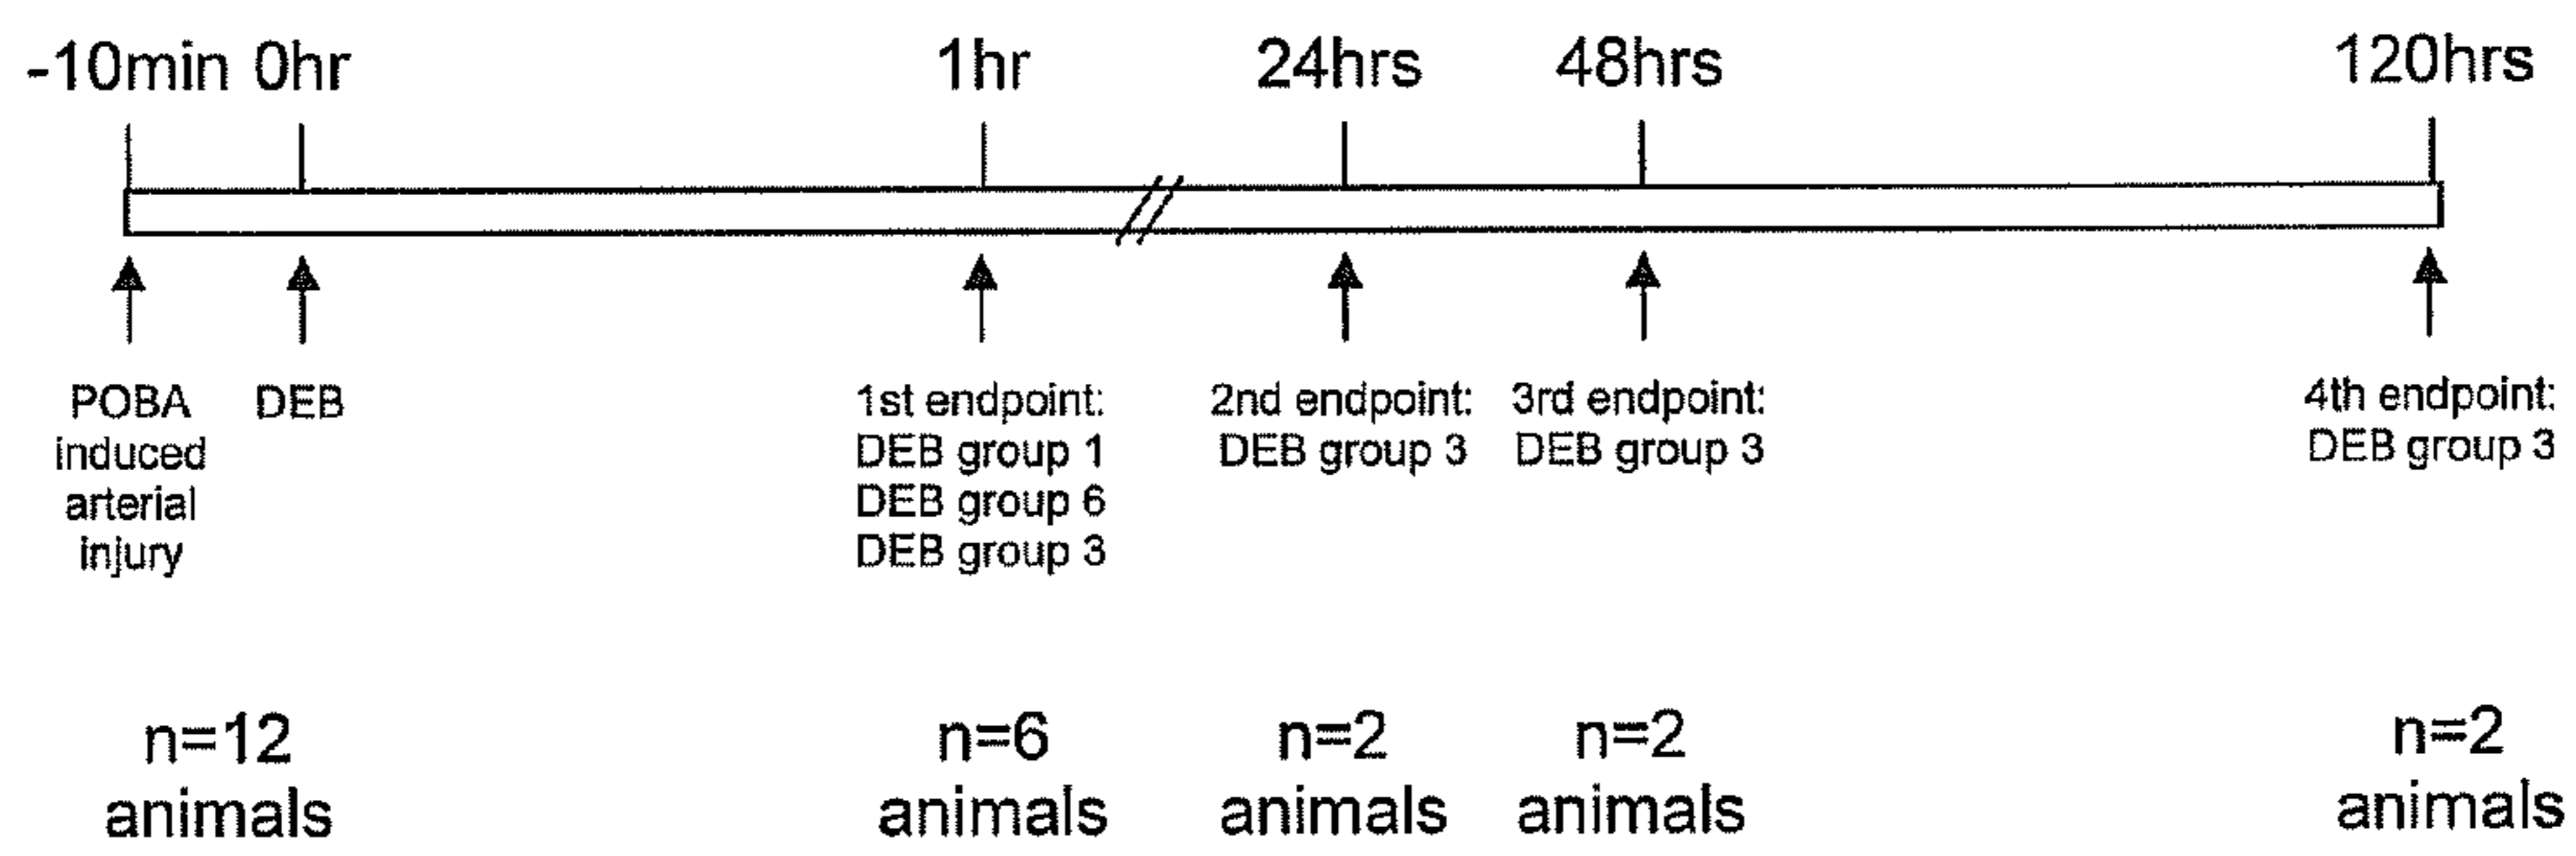 -10min 0hr 1hr 24hrs 48hrs 120hrs
POBA
induced
arterial
injury
DEB
1st endpoint:
DEB group 1
DEB group 6
DEB group 3
2nd endpoint:
DEB group 3
3rd endpoint:
DEB group 3
4th endpoint:
DEB group 3
n=12
animals
n=6
animals
n=2
animals
n=2
animals
n=2
animals